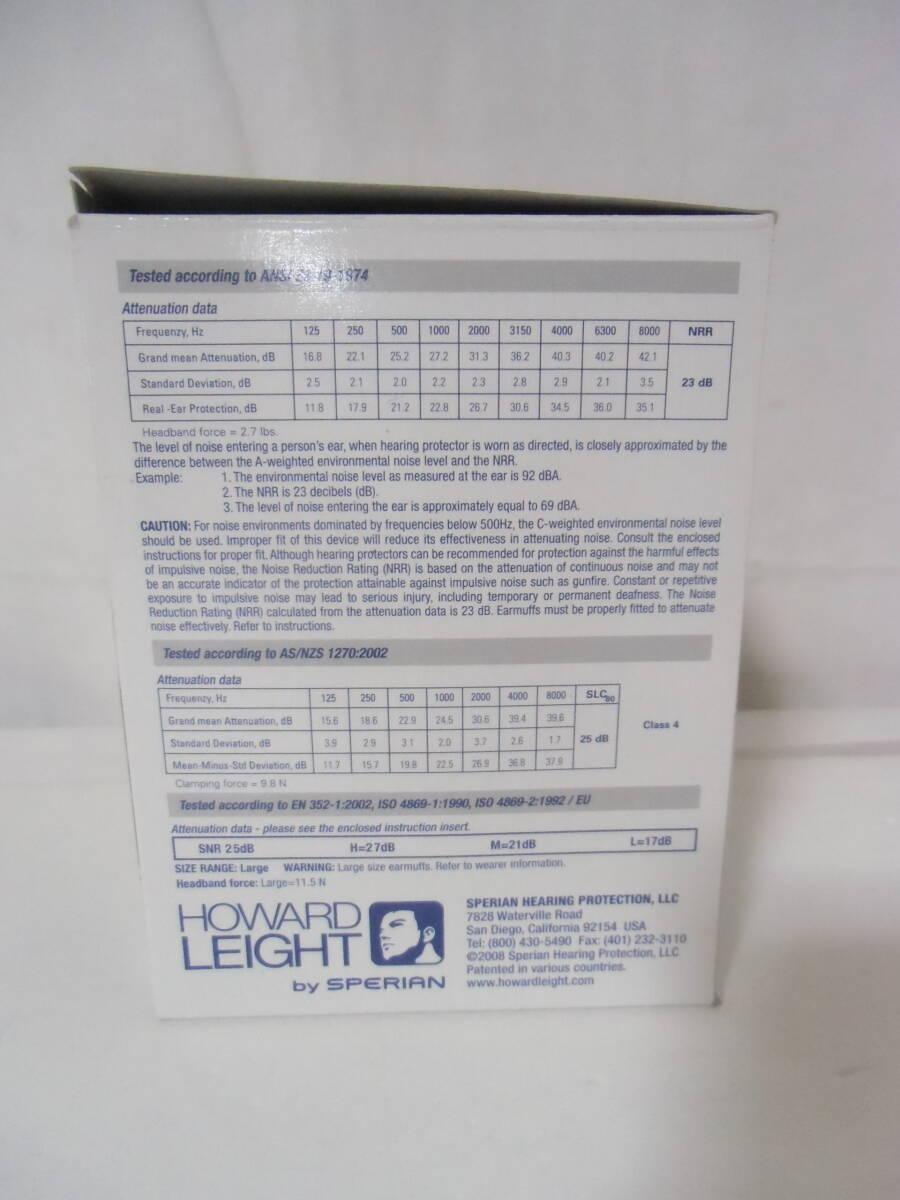 Tested according to 1974
Attenuation data
Frequenzy, Hz 125 250 500 1000 2000 3150 4000 6300 8000 NRR
Grand mean Attenuation, dB 16.8 22.1 25.2 27.2 31.3 36.2 40.3 40.2 42.1
Standard Deviation, dB 2.5 2.1 2.0 2.2 2.3 2.8 2.9 2.1 3.5 23 dB
Real -Ear Protection, dB 11.8 17.9 21.2 22.8 26.7 30.6 34.5 36.0 35.1
Headband force = 2.7 lbs.
The level of noise entering a person's ear, when hearing protector is worn as directed, is closely approximated by the
difference between the A-weighted environmental noise level and the NRR.
Example: 1. The environmental noise level as measured at the ear is 92 dBA.
2. The NRR is 23 decibels (dB).
3. The level of noise entering the ear is approximately equal to 69 dBA.
CAUTION: For noise environments dominated by frequencies below 500Hz, the C-weighted environmental noise level
should be used. Improper fit of this device will reduce its effectiveness in attenuating noise. Consult the enclosed
instructions for proper fit. Although hearing protectors can be recommended for protection against the harmful effects
of impulsive noise, the Noise Reduction Rating (NRR) is based on the attenuation of continuous noise and may not
be an accurate indicator of the protection attainable against impulsive noise such as gunfire. Constant or repetitive
exposure to impulsive noise may lead to serious injury, including temporary or permanent deafness. The Noise
Reduction Rating (NRR) calculated from the attenuation data is 23 dB. Earmuffs must be properly fitted to attenuate
noise effectively. Refer to instructions.
Tested according to AS/NZS 1270:2002
Attenuation data
Frequenzy, Hz 125 250 500 1000 2000 4000 8000 SLC80
Grand mean Attenuation, dB 15.6 18.6 22.9 24.5 30.6 39.4 39.6 Class 4
Standard Deviation, dB 3.9 2.9 3.1 2.0 3.7 2.6 1.7 25 dB
Mean-Minus-Std Deviation, dB 11.7 15.7 19.8 22.5 26.9 36.8 37.9
Clamping force = 9.8 N
Tested according to EN 352-1:2002, ISO 4869-1:1990, ISO 4869-2:1992 / EU
Attenuation data - please see the enclosed instruction insert.
SNR 25dB H=27dB M=21dB L=17dB
SIZE RANGE: Large WARNING: Large size earmuffs. Refer to wearer information.
Headband force: Large=11.5 N
HOWARD
LEIGHT
by SPERIAN
SPERIAN HEARING PROTECTION, LLC
7828 Waterville Road
San Diego, California 92154 USA
Tel: (800) 430-5490 Fax: (401) 232-3110
©2008 Sperian Hearing Protection, LLC
Patented in various countries.
www.howardleight.com